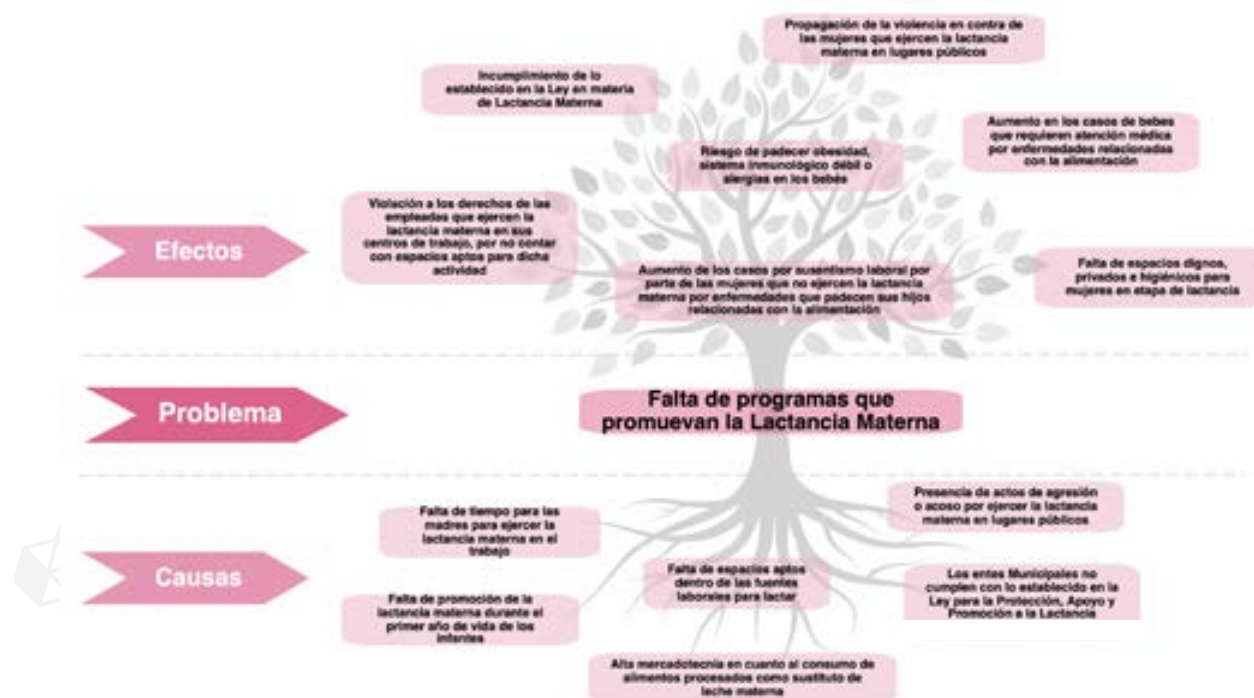 Propagación de la violencia en contra de
las mujeres que ejercen la lactancia
materna en lugares públicos
Incumplimiento de lo
establecido en la Ley en materia
de Lactancia Materna
Aumento en los casos de bebes
que requieren atención médica
por enfermedades relacionadas
con la alimentación
Riesgo de padecer obesidad,
sistema inmunológico débil o
alergias en los bebés
Violación a los derechos de las
empleadas que ejercen la
lactancia materna en sus
centros de trabajo, por no contar
con espacios aptos para dicha
actividad
Efectos
Aumento de los casos por ausentismo laboral por
parte de las mujeres que no ejercen la lactancia
materna por enfermedades que padecen sus hijos
relacionadas con la alimentación
Falta de espacios dignos,
privados e higiénicos para
mujeres en etapa de lactancia
Problema
Falta de programas que
promuevan la Lactancia Materna
Causas
Falta de tiempo para las
madres para ejercer la
lactancia materna en el
trabajo
Presencia de actos de agresión
o acoso por ejercer la lactancia
materna en lugares públicos
Falta de espacios aptos
dentro de las fuentes
laborales para lactar
Los entes Municipales no
cumplen con lo establecido en la
Ley para la Protección, Apoyo y
Promoción a la Lactancia
Falta de promoción de la
lactancia materna durante el
primer año de vida de los
infantes
Alta mercadotecnia en cuanto al consumo de
alimentos procesados como sustituto de
leche materna